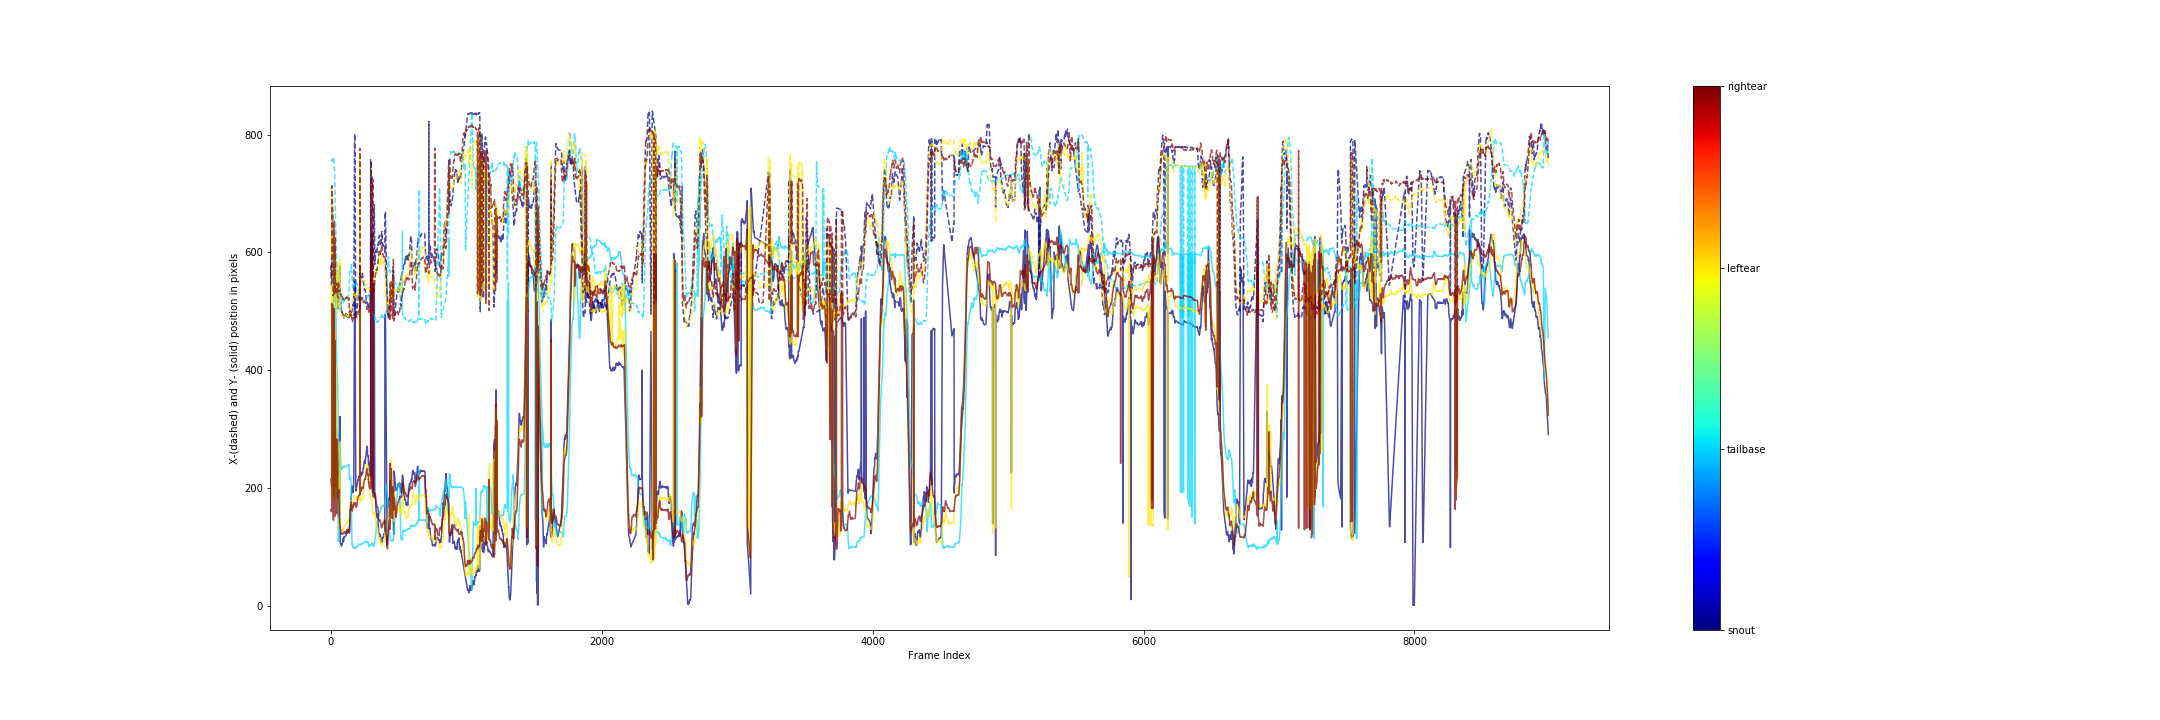 X-(dashed) and Y- (solid) position in pixels
800
600
400
200
0
0 2000 4000 6000 8000
Frame Index
rightear
leftear
tailbase
snout